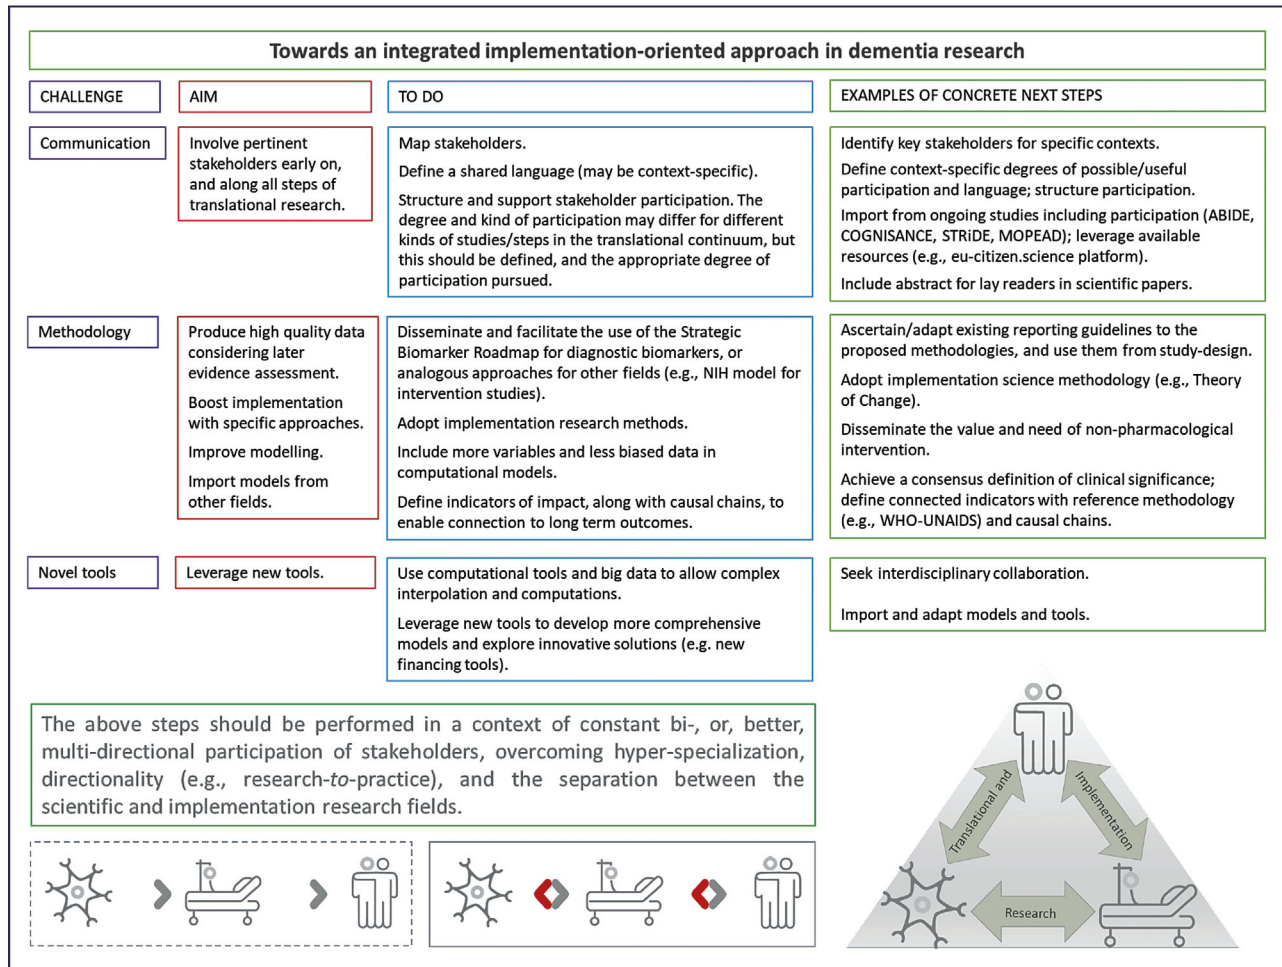 Towards an integrated implementation-oriented approach in dementia research
CHALLENGE
AIM
TO DO
EXAMPLES OF CONCRETE NEXT STEPS
Communication
Involve pertinent
stakeholders early on,
and along all steps of
translational research.
Map stakeholders.
Define a shared language (may be context-specific).
Structure and support stakeholder participation. The
degree and kind of participation may differ for different
kinds of studies/steps in the translational continuum, but
this should be defined, and the appropriate degree of
participation pursued.
Identify key stakeholders for specific contexts.
Define context-specific degrees of possible/useful
participation and language; structure participation.
Import from ongoing studies including participation (ABIDE,
COGNISANCE, STRiDE, MOPEAD); leverage available
resources (e.g., eu-citizen.science platform).
Include abstract for lay readers in scientific papers.
Methodology
Produce high quality data
considering later
evidence assessment.
Boost implementation
with specific approaches.
Improve modelling.
Import models from
other fields.
Disseminate and facilitate the use of the Strategic
Biomarker Roadmap for diagnostic biomarkers, or
analogous approaches for other fields (e.g., NIH model for
intervention studies).
Adopt implementation research methods.
Include more variables and less biased data in
computational models.
Define indicators of impact, along with causal chains, to
enable connection to long term outcomes.
Ascertain/adapt existing reporting guidelines to the
proposed methodologies, and use them from study-design.
Adopt implementation science methodology (e.g., Theory
of Change).
Disseminate the value and need of non-pharmacological
intervention.
Achieve a consensus definition of clinical significance;
define connected indicators with reference methodology
(e.g., WHO-UNAIDS) and causal chains.
Novel tools
Leverage new tools.
Use computational tools and big data to allow complex
interpolation and computations.
Leverage new tools to develop more comprehensive
models and explore innovative solutions (e.g. new
financing tools).
Seek interdisciplinary collaboration.
Import and adapt models and tools.
The above steps should be performed in a context of constant bi-, or, better,
multi-directional participation of stakeholders, overcoming hyper-specialization,
directionality (e.g., research-to-practice), and the separation between the
scientific and implementation research fields.
Translational and
Implementation
Research